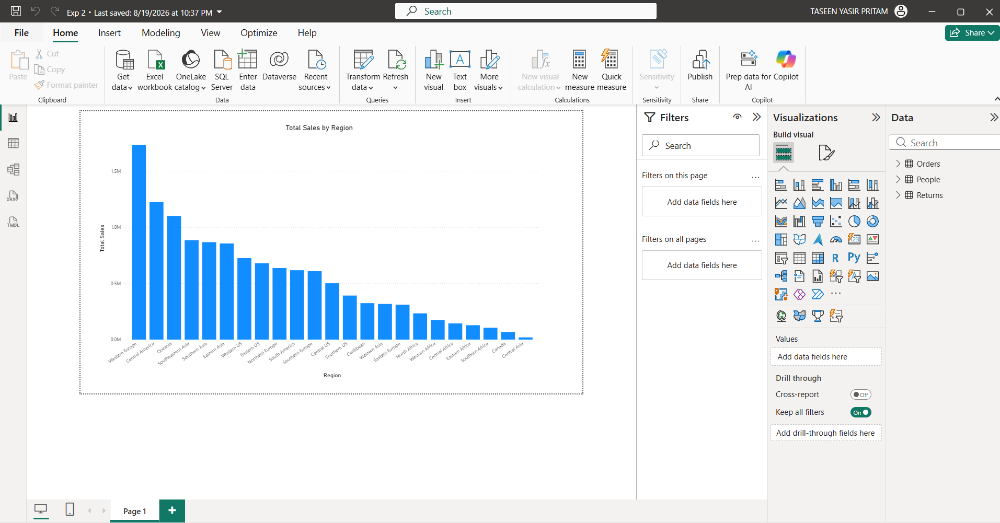 Exp 2 • Last saved: 8/19/2026 at 10:37 PM
Search
TASEEN YASIR PRITAM
File
Home
Insert
Modeling
View
Optimize
Help
Share
Paste
Cut
Copy
Format painter
Clipboard
Get data
Excel workbook
OneLake catalog
SQL Server
Enter data
Dataverse
Recent sources
Data
Transform data
Refresh
Queries
New visual
Text box
More visuals
Insert
New visual calculation
New measure
Quick measure
Calculations
Sensitivity
Sensitivity
Publish
Share
Prep data for AI
Copilot
Copilot
DAX
TMDL
Total Sales by Region
Total Sales
1.5M
1.0M
0.5M
0.0M
Western Europe
Central America
Oceania
Southeastern Asia
Southern Asia
Eastern Asia
Western US
Eastern US
Northern Europe
South America
Southern Europe
Central US
Southern US
Caribbean
Western Asia
Eastern Europe
North Africa
Western Africa
Central Africa
Eastern Africa
Southern Africa
Canada
Central Asia
Region
Filters
Search
Filters on this page
...
Add data fields here
Filters on all pages
...
Add data fields here
Visualizations
Build visual
123
R
Py
...
Values
Add data fields here
Drill through
Cross-report
Off
Keep all filters
On
Add drill-through fields here
Data
Search
Orders
People
Returns
Page 1